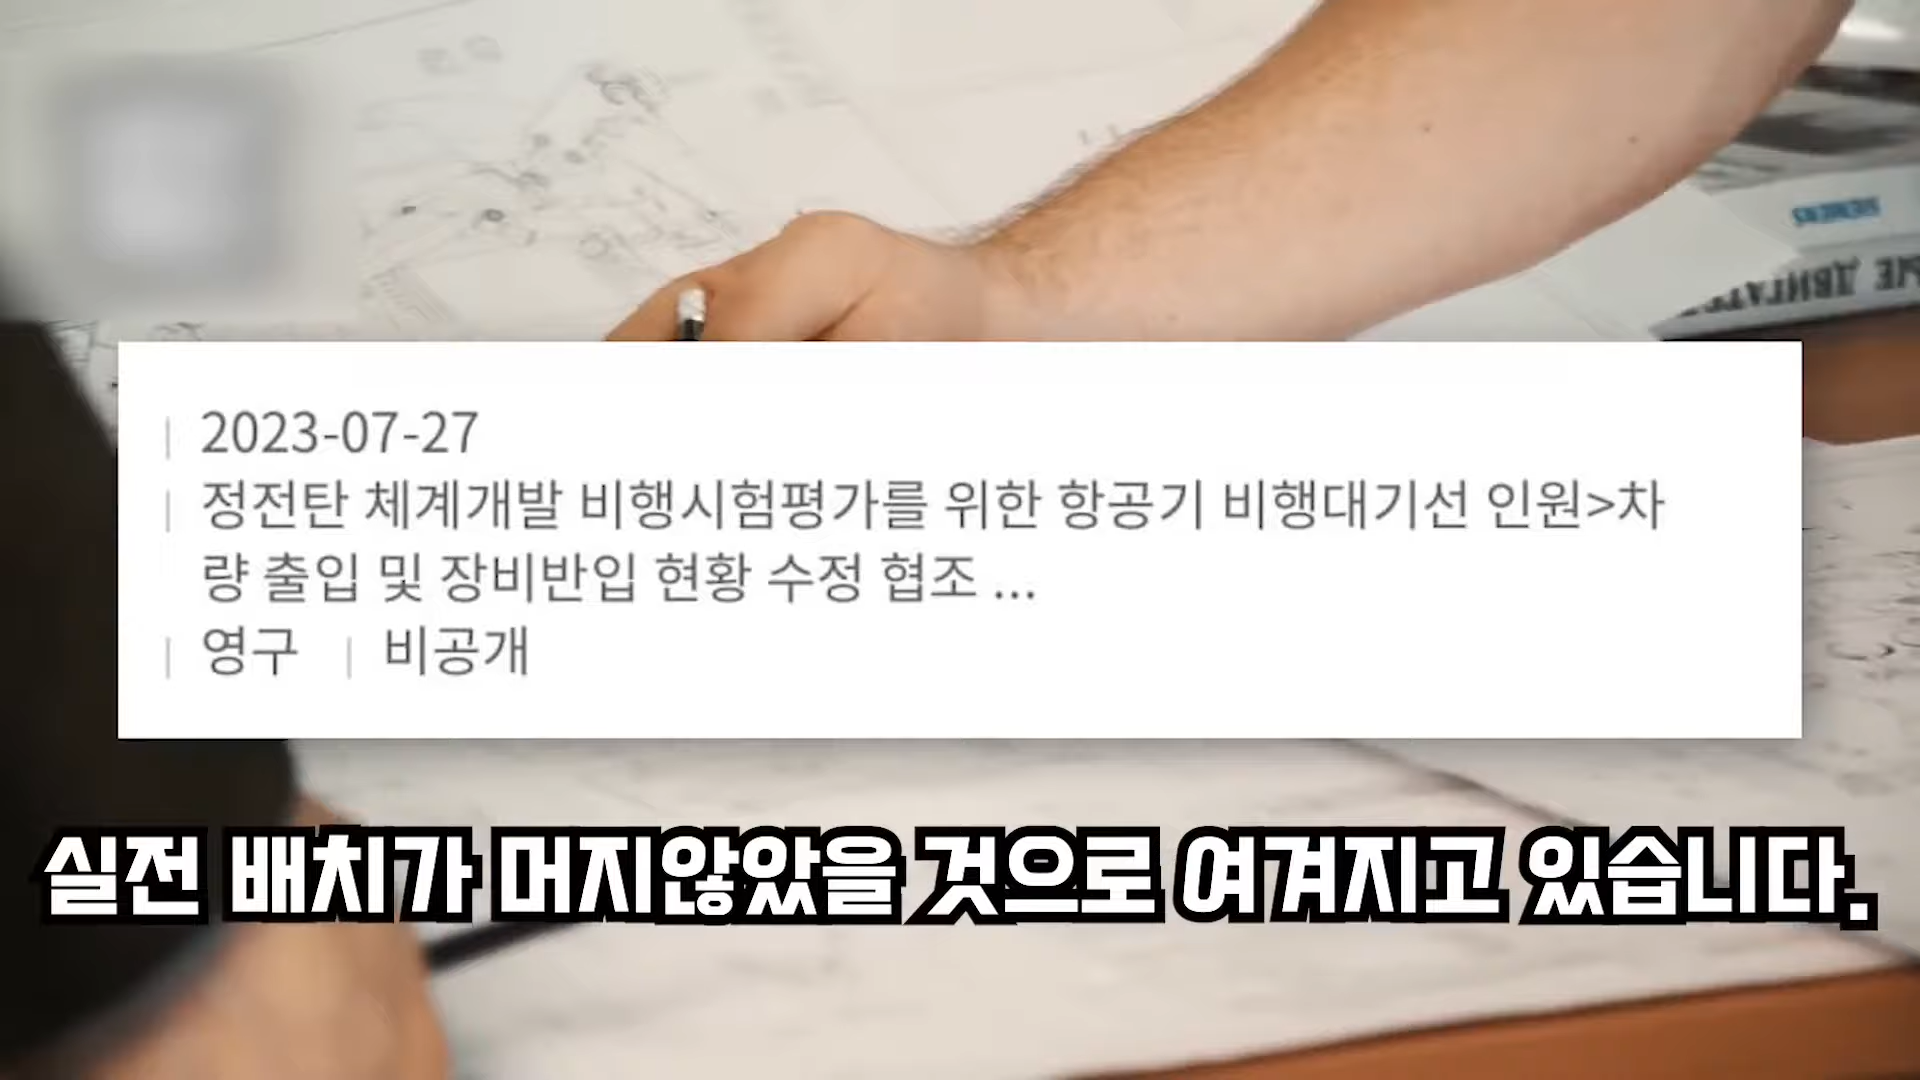 SIEMENS
2023-07-27
정전탄 체계개발 비행시험평가를 위한 항공기 비행대기선 인원>차
량 출입 및 장비반입 현황 수정 협조 ...
영구 | 비공개
실전 배치가 머지않았을 것으로 여겨지고 있습니다.